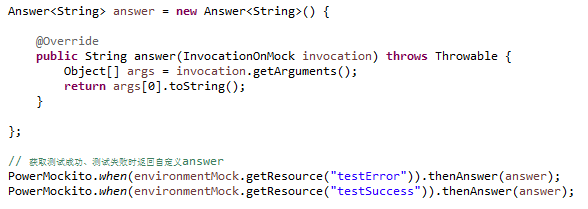 Answer<String> answer = new Answer<String>() {
@Override
public String answer(InvocationOnMock invocation) throws Throwable {
Object[] args = invocation.getArguments();
return args[0].toString();
}
};
// 获取测试成功、测试失败时返回自定义answer
PowerMockito.when(environmentMock.getResource("testError")).thenAnswer(answer);
PowerMockito.when(environmentMock.getResource("testSuccess")).thenAnswer(answer);